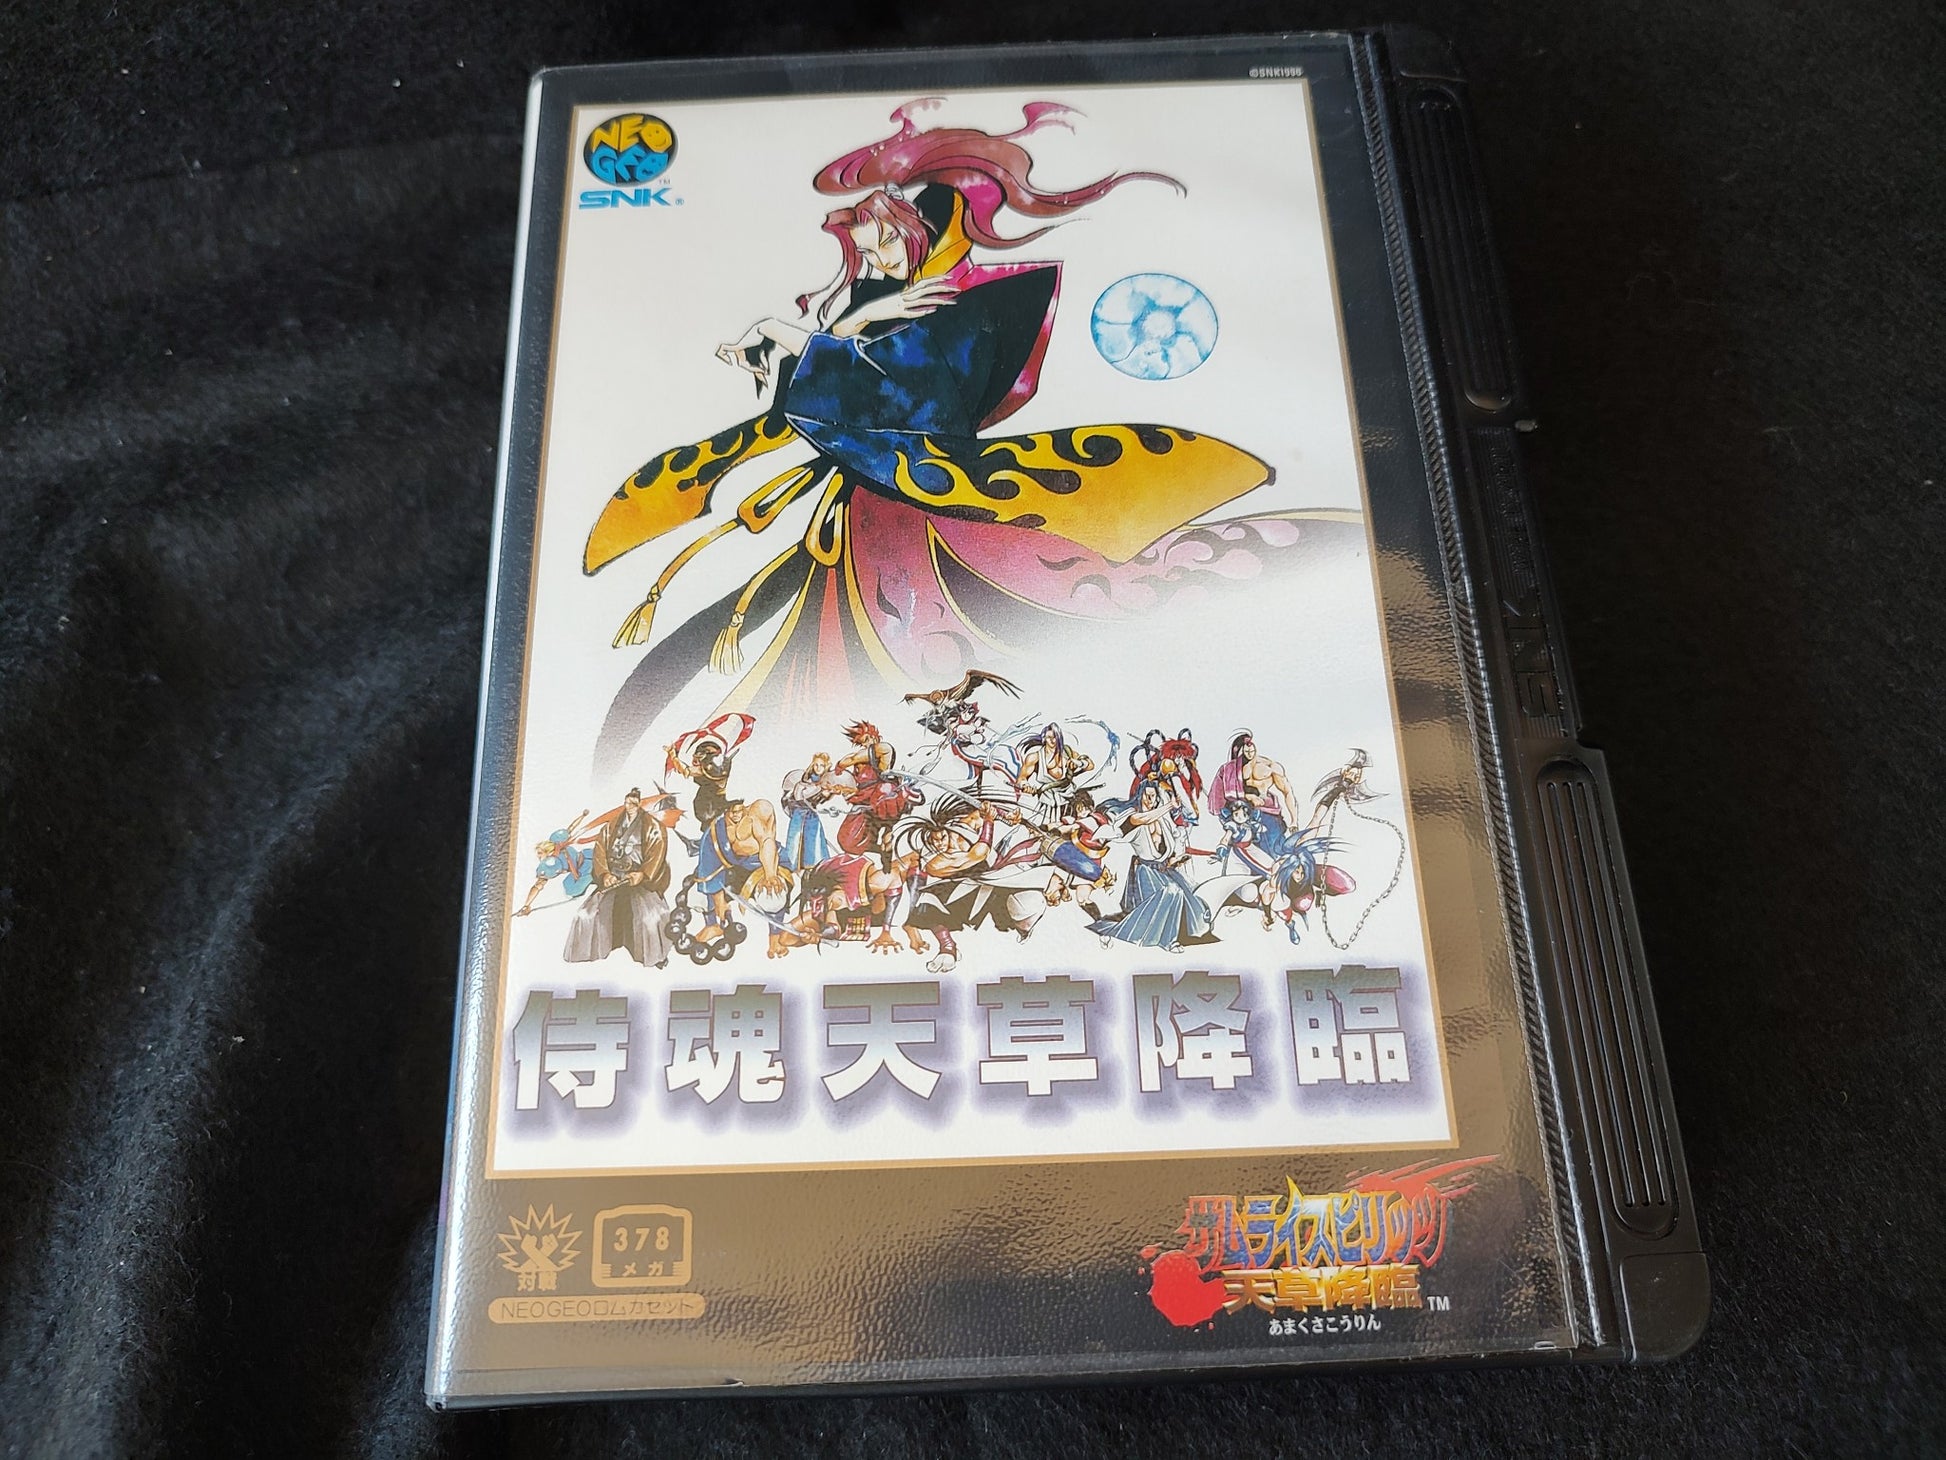 ©SNK1996
NEO
GEO
TM
SNK®
侍魂天草降臨
対戦
378
メガ
NEOGEOロムカセット
サムライスピリッツ
天草降臨
TM
あまくさこうりん
SNK